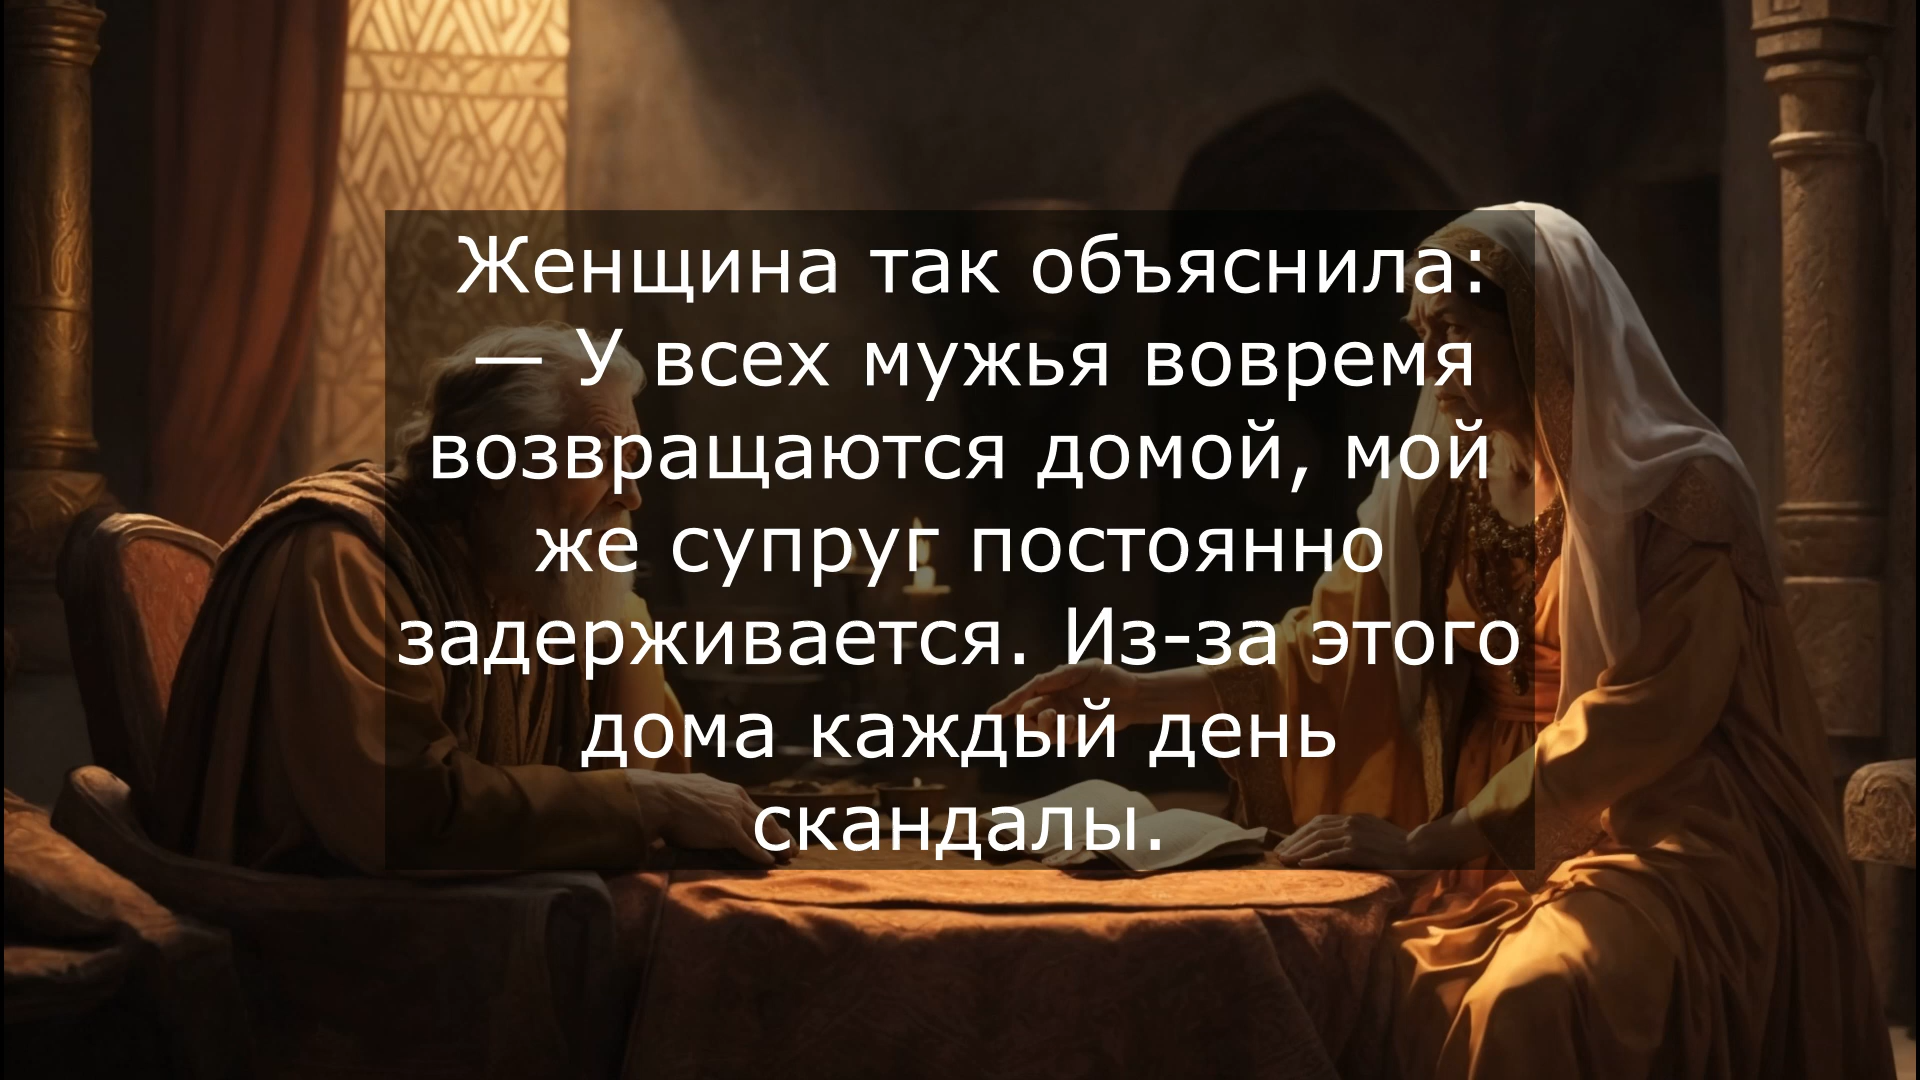 Женщина так объяснила:
— У всех мужья вовремя
возвращаются домой, мой
же супруг постоянно
задерживается. Из-за этого
дома каждый день
скандалы.